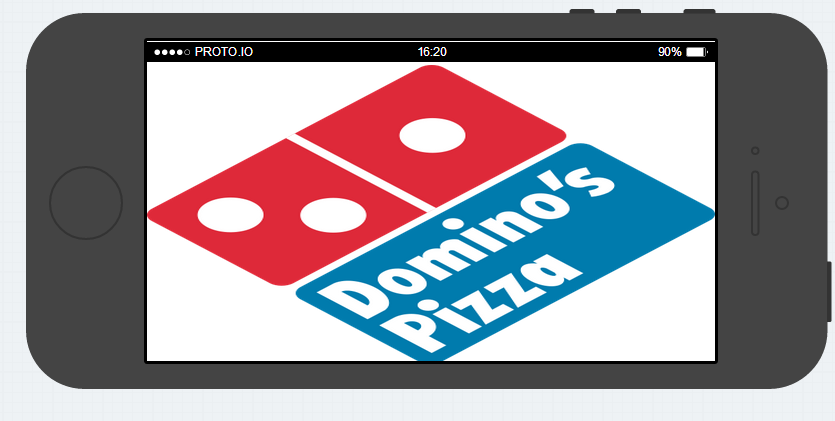 PROTO.IO 16:20 90%
Domino's
Pizza